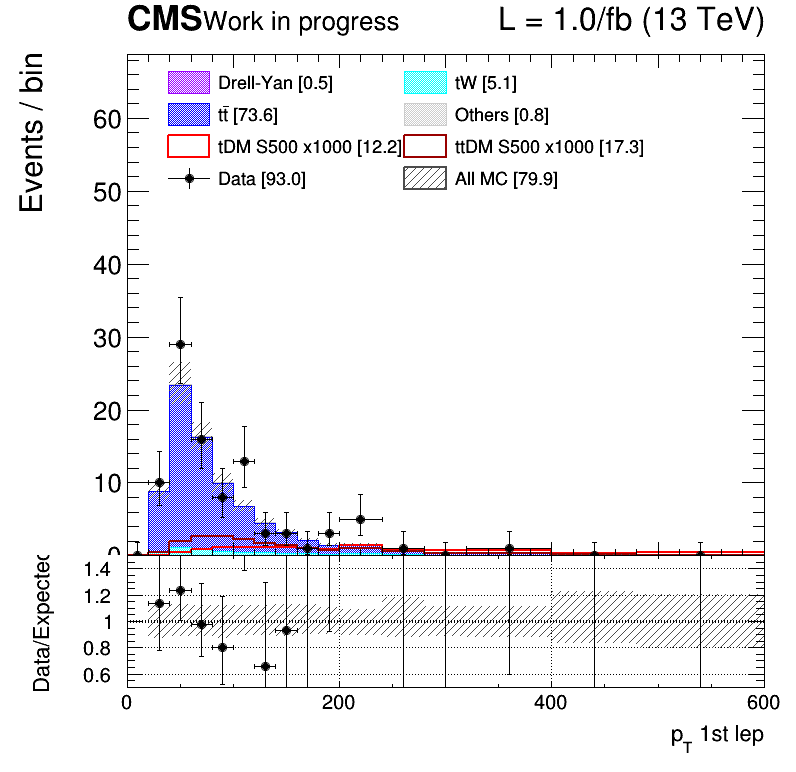 CMS Work in progress L = 1.0/fb (13 TeV)
Events / bin
Drell-Yan [0.5] tW [5.1]
tt̄ [73.6] Others [0.8]
tDM S500 x1000 [12.2] ttDM S500 x1000 [17.3]
Data [93.0] All MC [79.9]
60
50
40
30
20
10
0
Data/Expected
1.4
1.2
1
0.8
0.6
0 200 400 600
p_T 1st lep